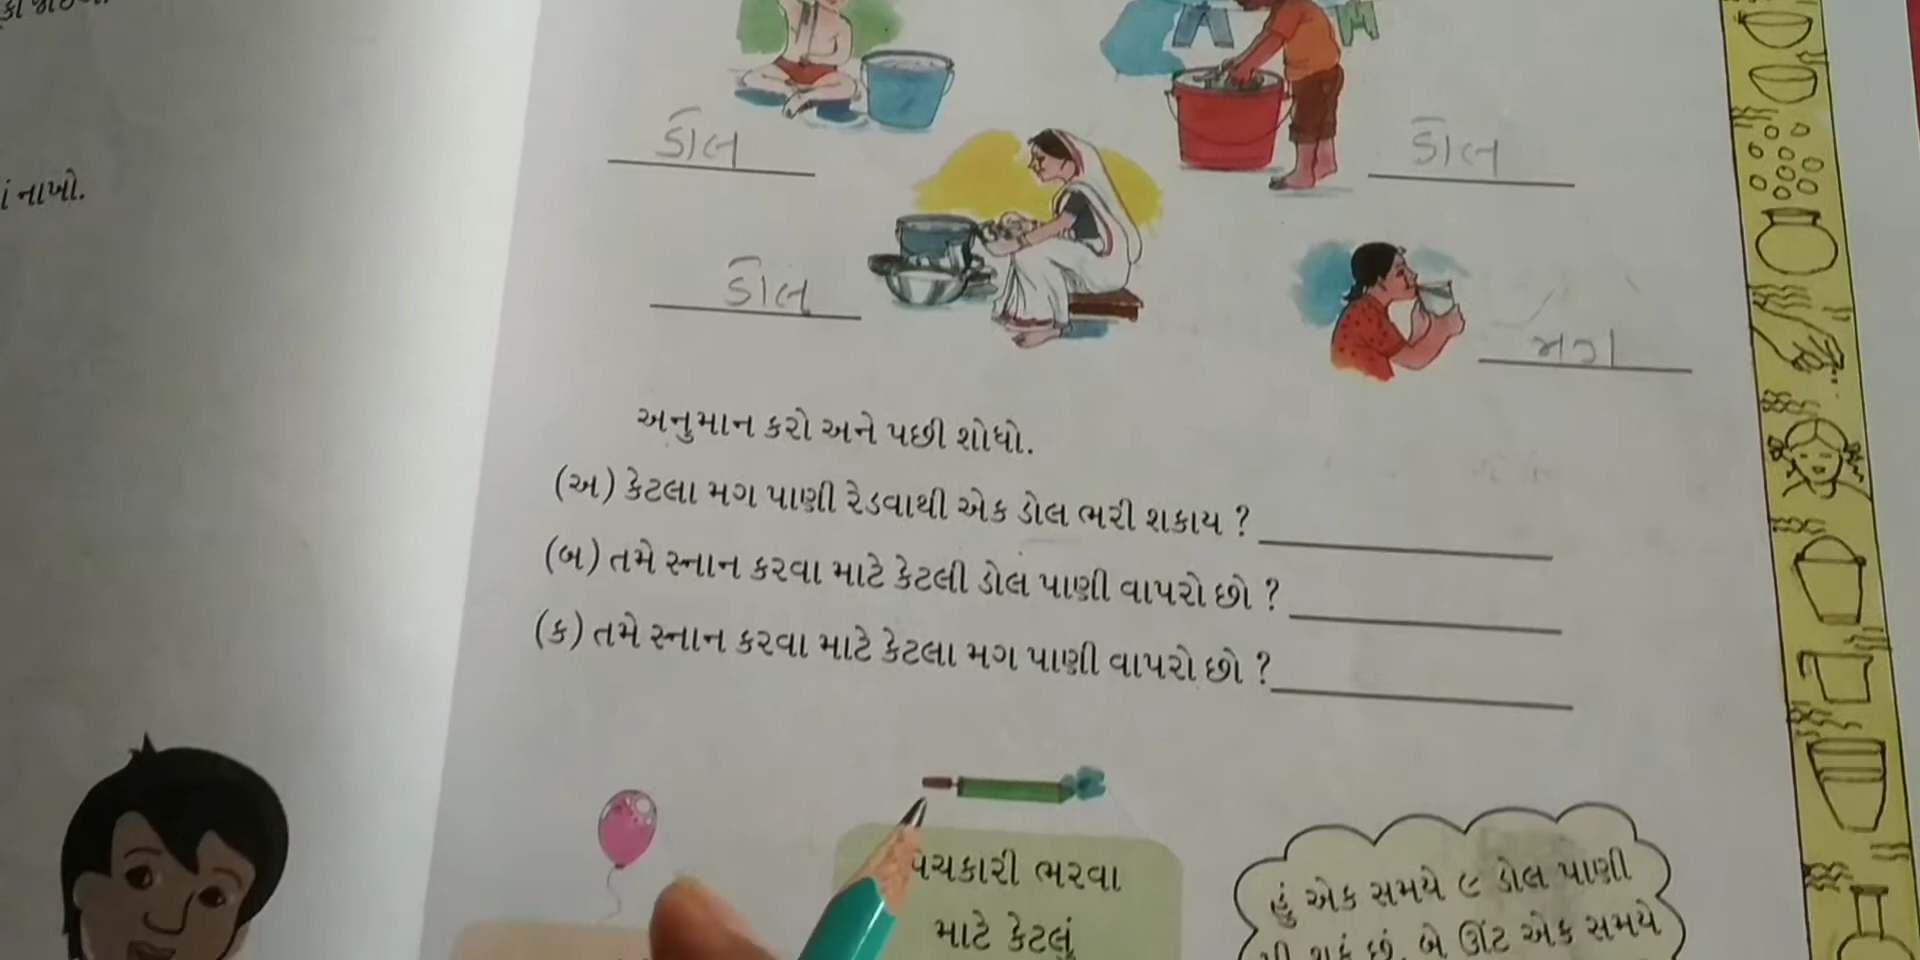 ડોલ
ડોલ
ડોલ
મગ
નાખો.
અનુમાન કરો અને પછી શોધો.
(અ) કેટલા મગ પાણી રેડવાથી એક ડોલ ભરી શકાય ?
(બ) તમે સ્નાન કરવા માટે કેટલી ડોલ પાણી વાપરો છો ?
(ક) તમે સ્નાન કરવા માટે કેટલા મગ પાણી વાપરો છો ?
ભરવા
માટે કેટલું
હું એક સમયે ૯ ડોલ પાણી
છું. બે ઊંટ એક સમયે